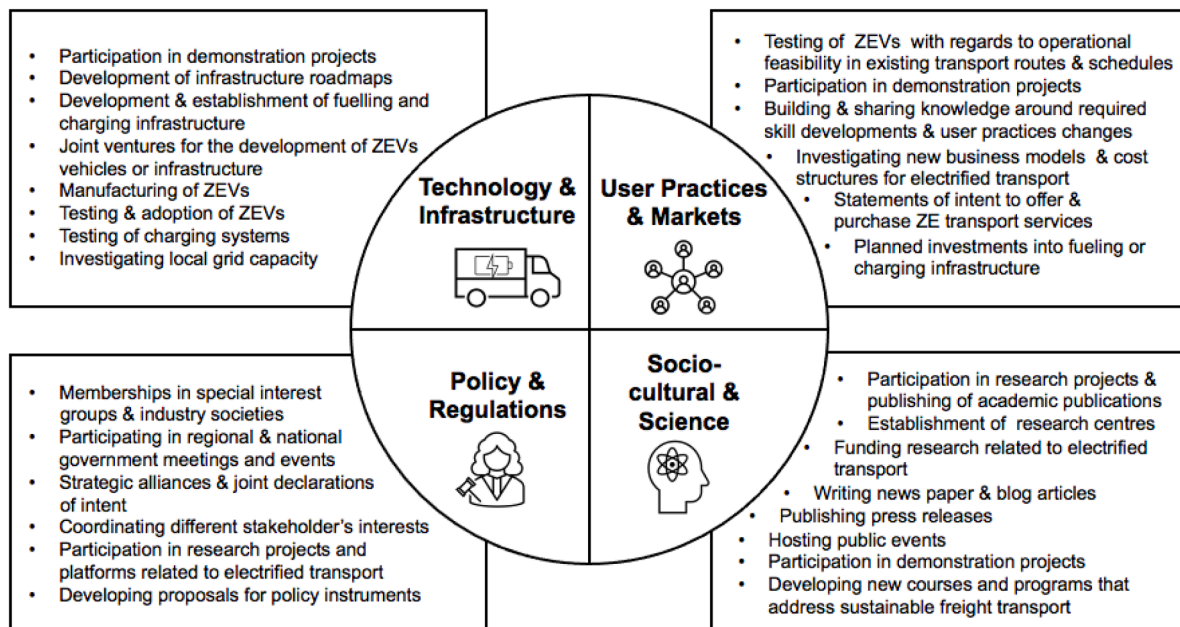 • Participation in demonstration projects
• Development of infrastructure roadmaps
• Development & establishment of fuelling and
charging infrastructure
• Joint ventures for the development of ZEVs
vehicles or infrastructure
• Manufacturing of ZEVs
• Testing & adoption of ZEVs
• Testing of charging systems
• Investigating local grid capacity
Technology &
Infrastructure
User Practices
& Markets
• Testing of ZEVs with regards to operational
feasibility in existing transport routes & schedules
• Participation in demonstration projects
• Building & sharing knowledge around required
skill developments & user practices changes
• Investigating new business models & cost
structures for electrified transport
• Statements of intent to offer &
purchase ZE transport services
• Planned investments into fueling or
charging infrastructure
• Memberships in special interest
groups & industry societies
• Participating in regional & national
government meetings and events
• Strategic alliances & joint declarations
of intent
• Coordinating different stakeholder's interests
• Participation in research projects and
platforms related to electrified transport
• Developing proposals for policy instruments
Policy &
Regulations
Socio-
cultural &
Science
• Participation in research projects &
publishing of academic publications
• Establishment of research centres
• Funding research related to electrified
transport
• Writing news paper & blog articles
• Publishing press releases
• Hosting public events
• Participation in demonstration projects
• Developing new courses and programs that
address sustainable freight transport